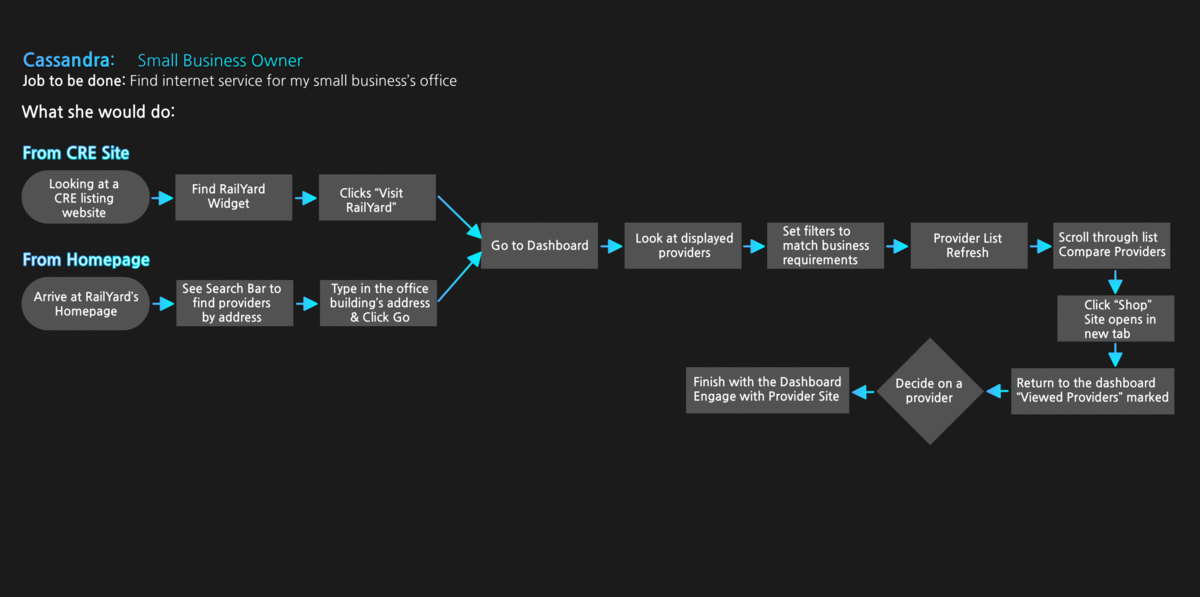 Cassandra: Small Business Owner
Job to be done: Find internet service for my small business's office
What she would do:
From CRE Site
Looking at a
CRE listing
website
Find RailYard
Widget
Clicks "Visit
RailYard"
From Homepage
Arrive at RailYard's
Homepage
See Search Bar to
find providers
by address
Type in the office
building's address
& Click Go
Go to Dashboard
Look at displayed
providers
Set filters to
match business
requirements
Provider List
Refresh
Scroll through list
Compare Providers
Click "Shop"
Site opens in
new tab
Return to the dashboard
"Viewed Providers" marked
Decide on a
provider
Finish with the Dashboard
Engage with Provider Site